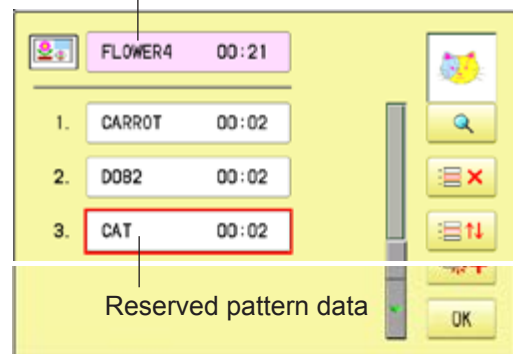 FLOWER4 00:21
1. CARROT 00:02
2. DOB2 00:02
3. CAT 00:02
Reserved pattern data
OK